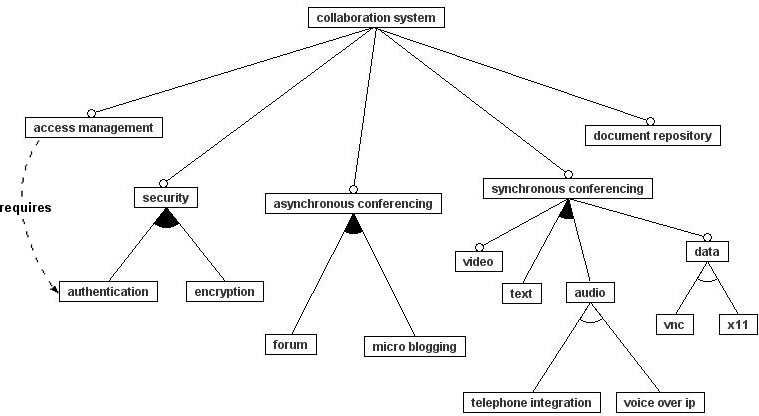 collaboration system
access management
document repository
security
asynchronous conferencing
synchronous conferencing
requires
video
data
authentication
encryption
text
audio
vnc
x11
forum
micro blogging
telephone integration
voice over ip